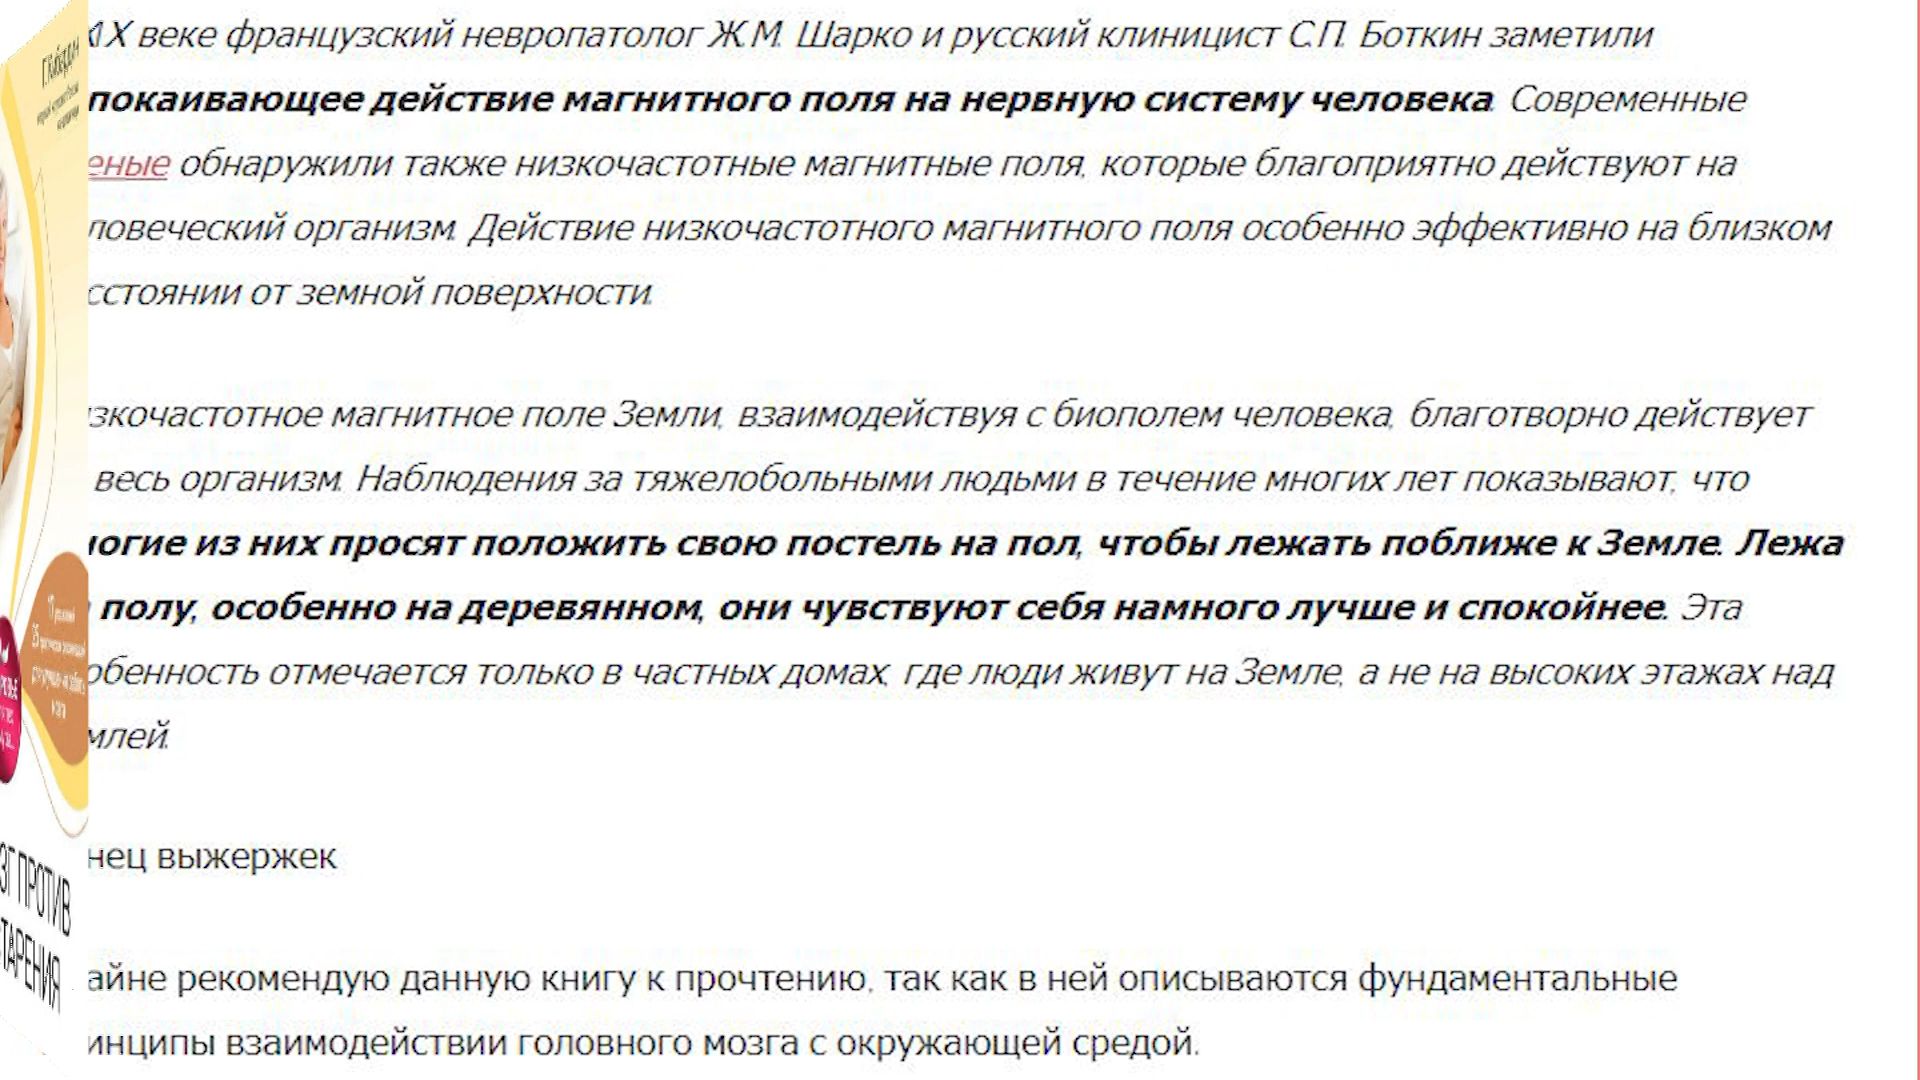 веке французский невропатолог Ж.М. Шарко и русский клиницист С.П. Боткин заметили
покаивающее действие магнитного поля на нервную систему человека. Современные
еные обнаружили также низкочастотные магнитные поля, которые благоприятно действуют на
ловеческий организм. Действие низкочастотного магнитного поля особенно эффективно на близком
сстоянии от земной поверхности.
зкочастотное магнитное поле Земли, взаимодействуя с биополем человека, благотворно действует
весь организм. Наблюдения за тяжелобольными людьми в течение многих лет показывают, что
огие из них просят положить свою постель на пол, чтобы лежать поближе к Земле. Лежа
полу, особенно на деревянном, они чувствуют себя намного лучше и спокойнее. Эта
обенность отмечается только в частных домах, где люди живут на Земле, а не на высоких этажах над
млей.
нец выжержек
айне рекомендую данную книгу к прочтению, так как в ней описываются фундаментальные
инципы взаимодействии головного мозга с окружающей средой.
ЗГ ПРОТИВ
ТАРЕНИЯ